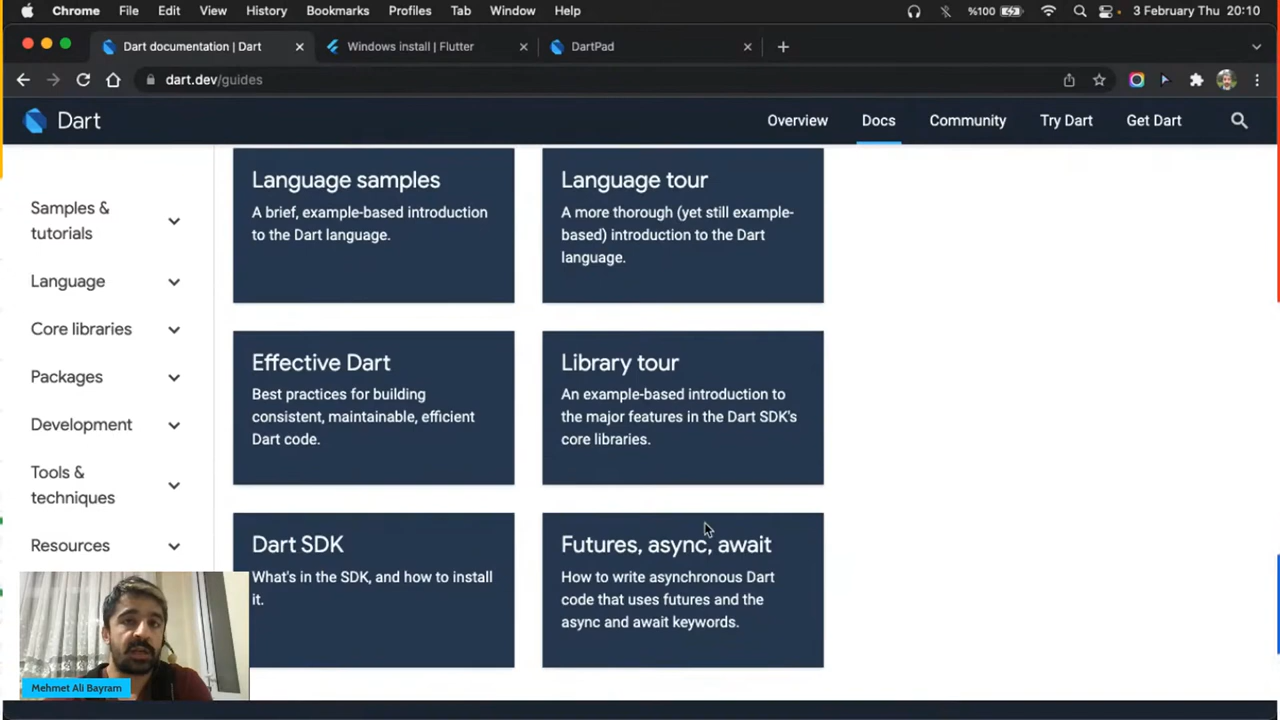 Chrome File Edit View History Bookmarks Profiles Tab Window Help %100 3 February Thu 20:10
Dart documentation | Dart Windows install | Flutter DartPad
dart.dev/guides
Dart Overview Docs Community Try Dart Get Dart
Samples &
tutorials
Language
Core libraries
Packages
Development
Tools &
techniques
Resources
Language samples
A brief, example-based introduction
to the Dart language.
Language tour
A more thorough (yet still example-
based) introduction to the Dart
language.
Effective Dart
Best practices for building
consistent, maintainable, efficient
Dart code.
Library tour
An example-based introduction to
the major features in the Dart SDK's
core libraries.
Dart SDK
What's in the SDK, and how to install
it.
Futures, async, await
How to write asynchronous Dart
code that uses futures and the
async and await keywords.
Mehmet Ali Bayram